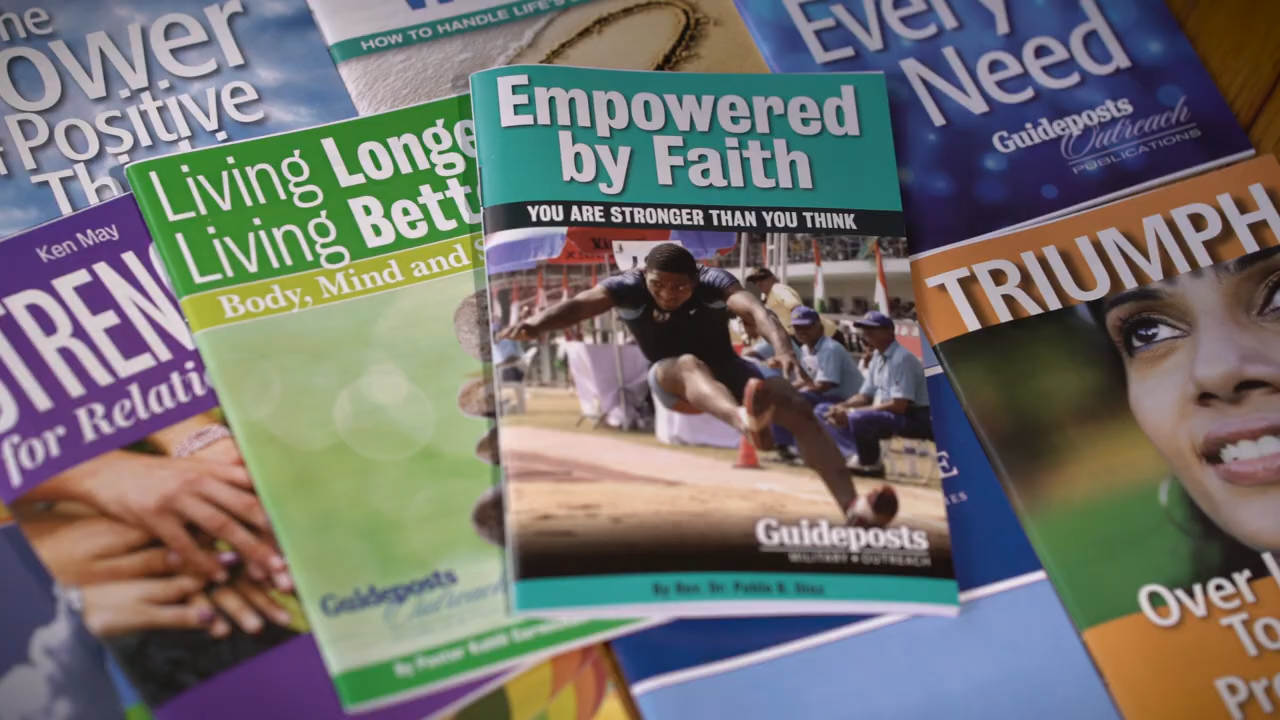 ower
Positive
HOW TO HANDLE LIFE'S
Every
Need
Guideposts
Outreach
PUBLICATIONS
Ken May
TREN
for Relati
Living Longe
Living Bett
Body, Mind and S
Guideposts
Outreach
Empowered
by Faith
YOU ARE STRONGER THAN YOU THINK
Guideposts
MILITARY OUTREACH
TRIUMPH
Over
To
Pr